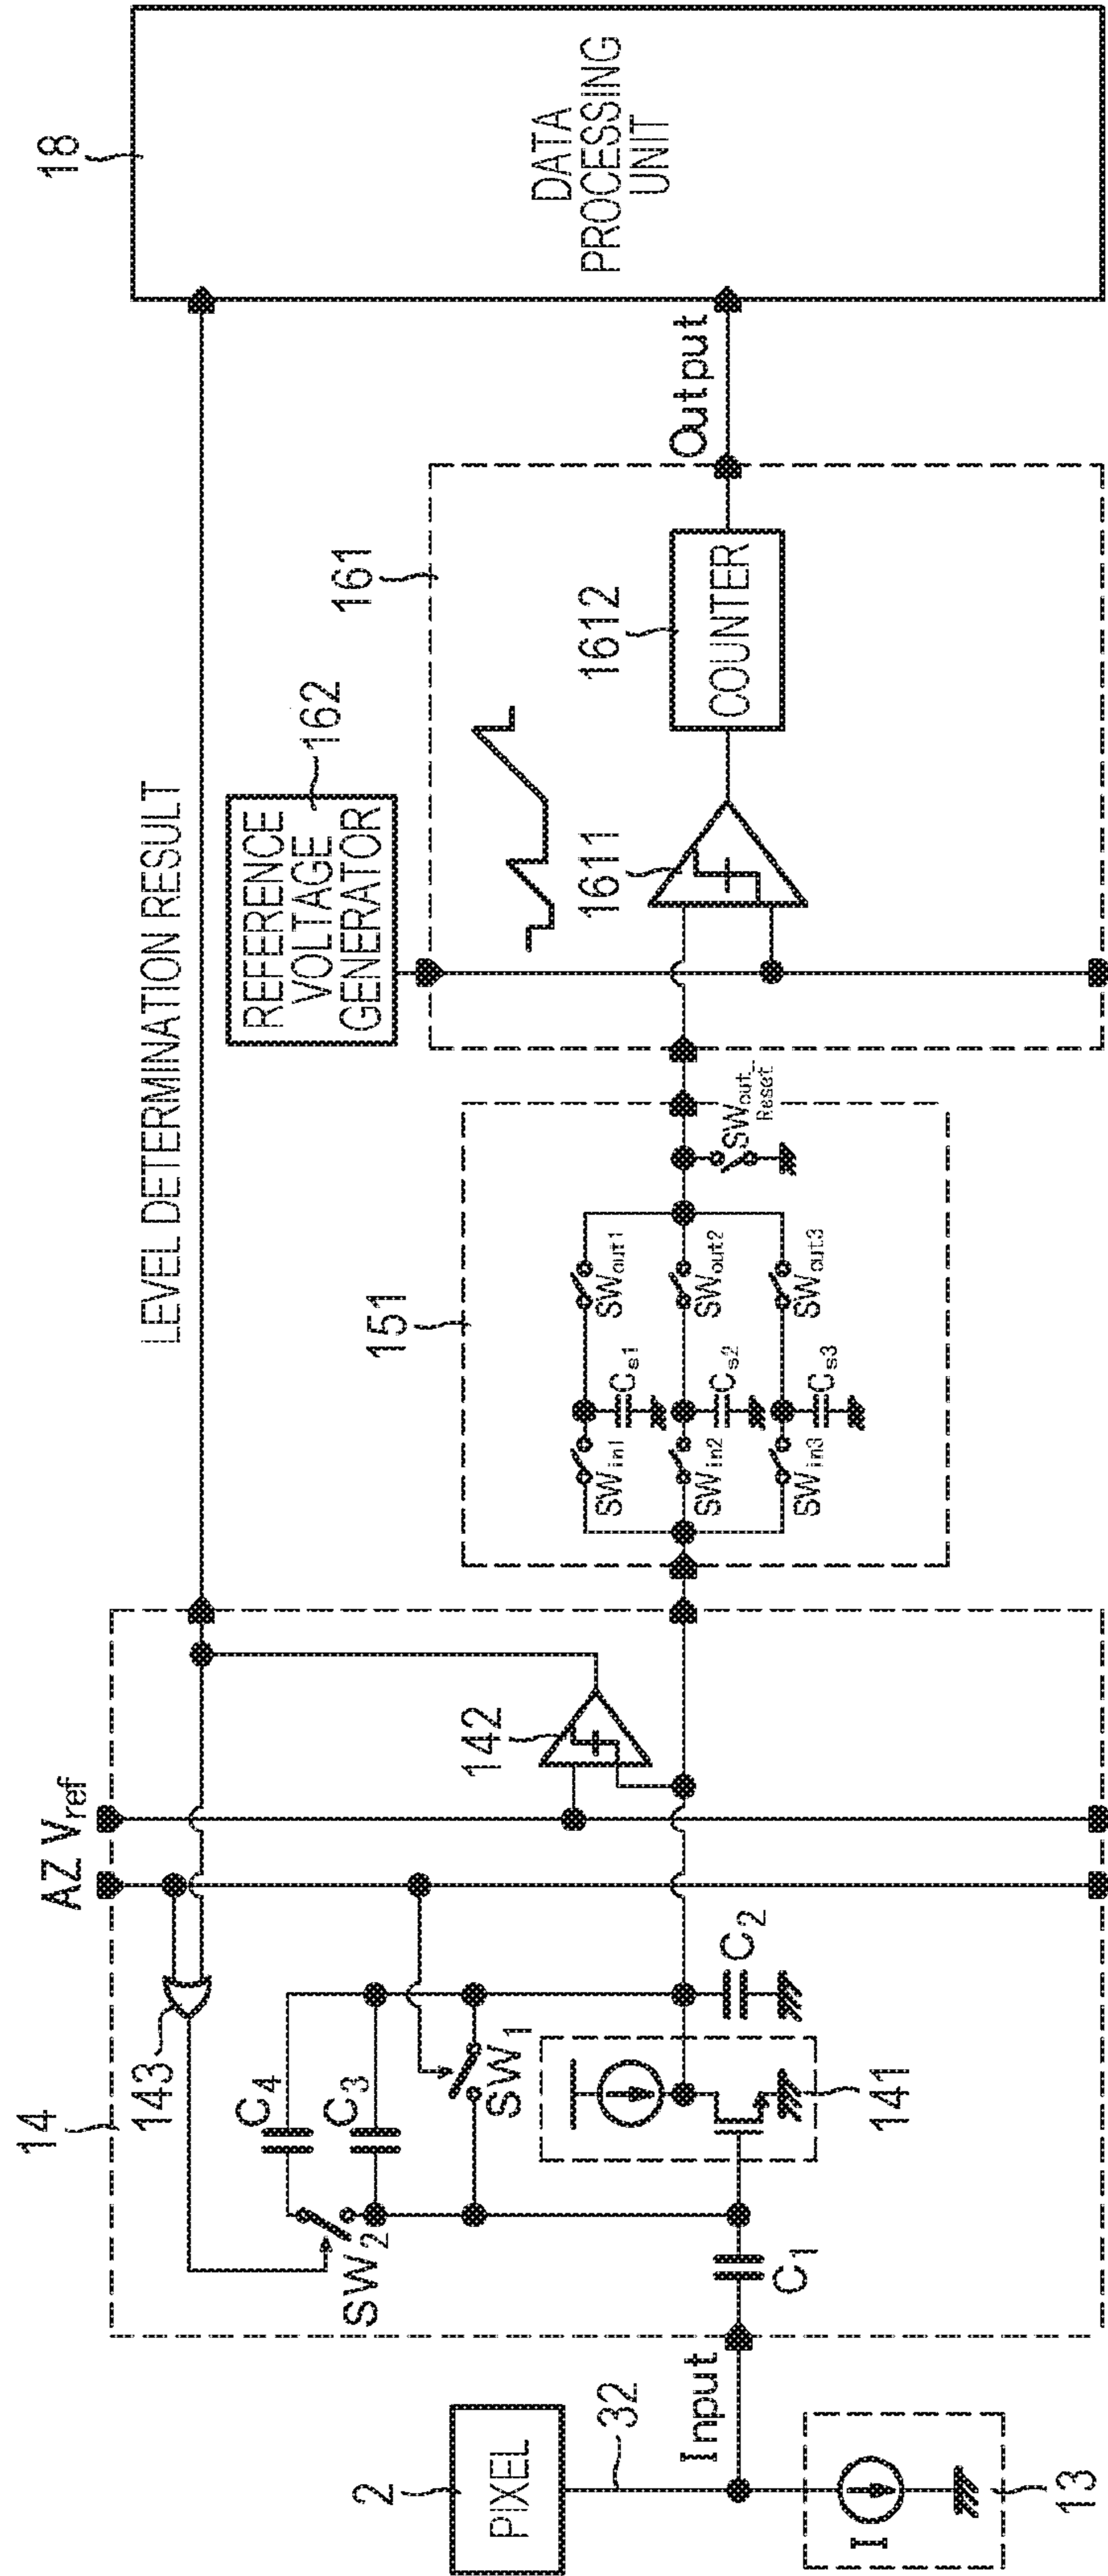 2
PIXEL
32
Input
I
13
14
143
C4
C3
SW2
SW1
C1
C2
141
AZ Vref
142
LEVEL DETERMINATION RESULT
151
SWin1
SWin2
SWin3
Cs1
Cs2
Cs3
SWout1
SWout2
SWout3
SWout_
Reset
REFERENCE
VOLTAGE
GENERATOR
162
161
1611
1612
COUNTER
Output
18
DATA
PROCESSING
UNIT